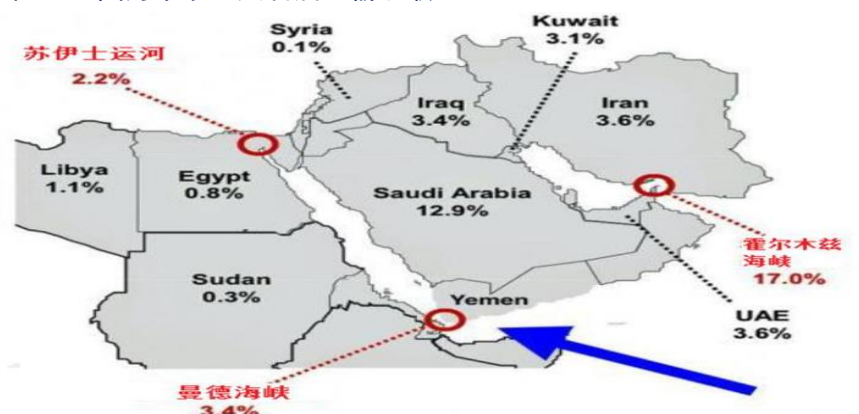 Syria
0.1%
Kuwait
3.1%
苏伊士运河
2.2%
Iraq
3.4%
Iran
3.6%
Libya
1.1%
Egypt
0.8%
Saudi Arabia
12.9%
霍尔木兹
海峡
17.0%
Sudan
0.3%
Yemen
UAE
3.6%
曼德海峡
3.4%